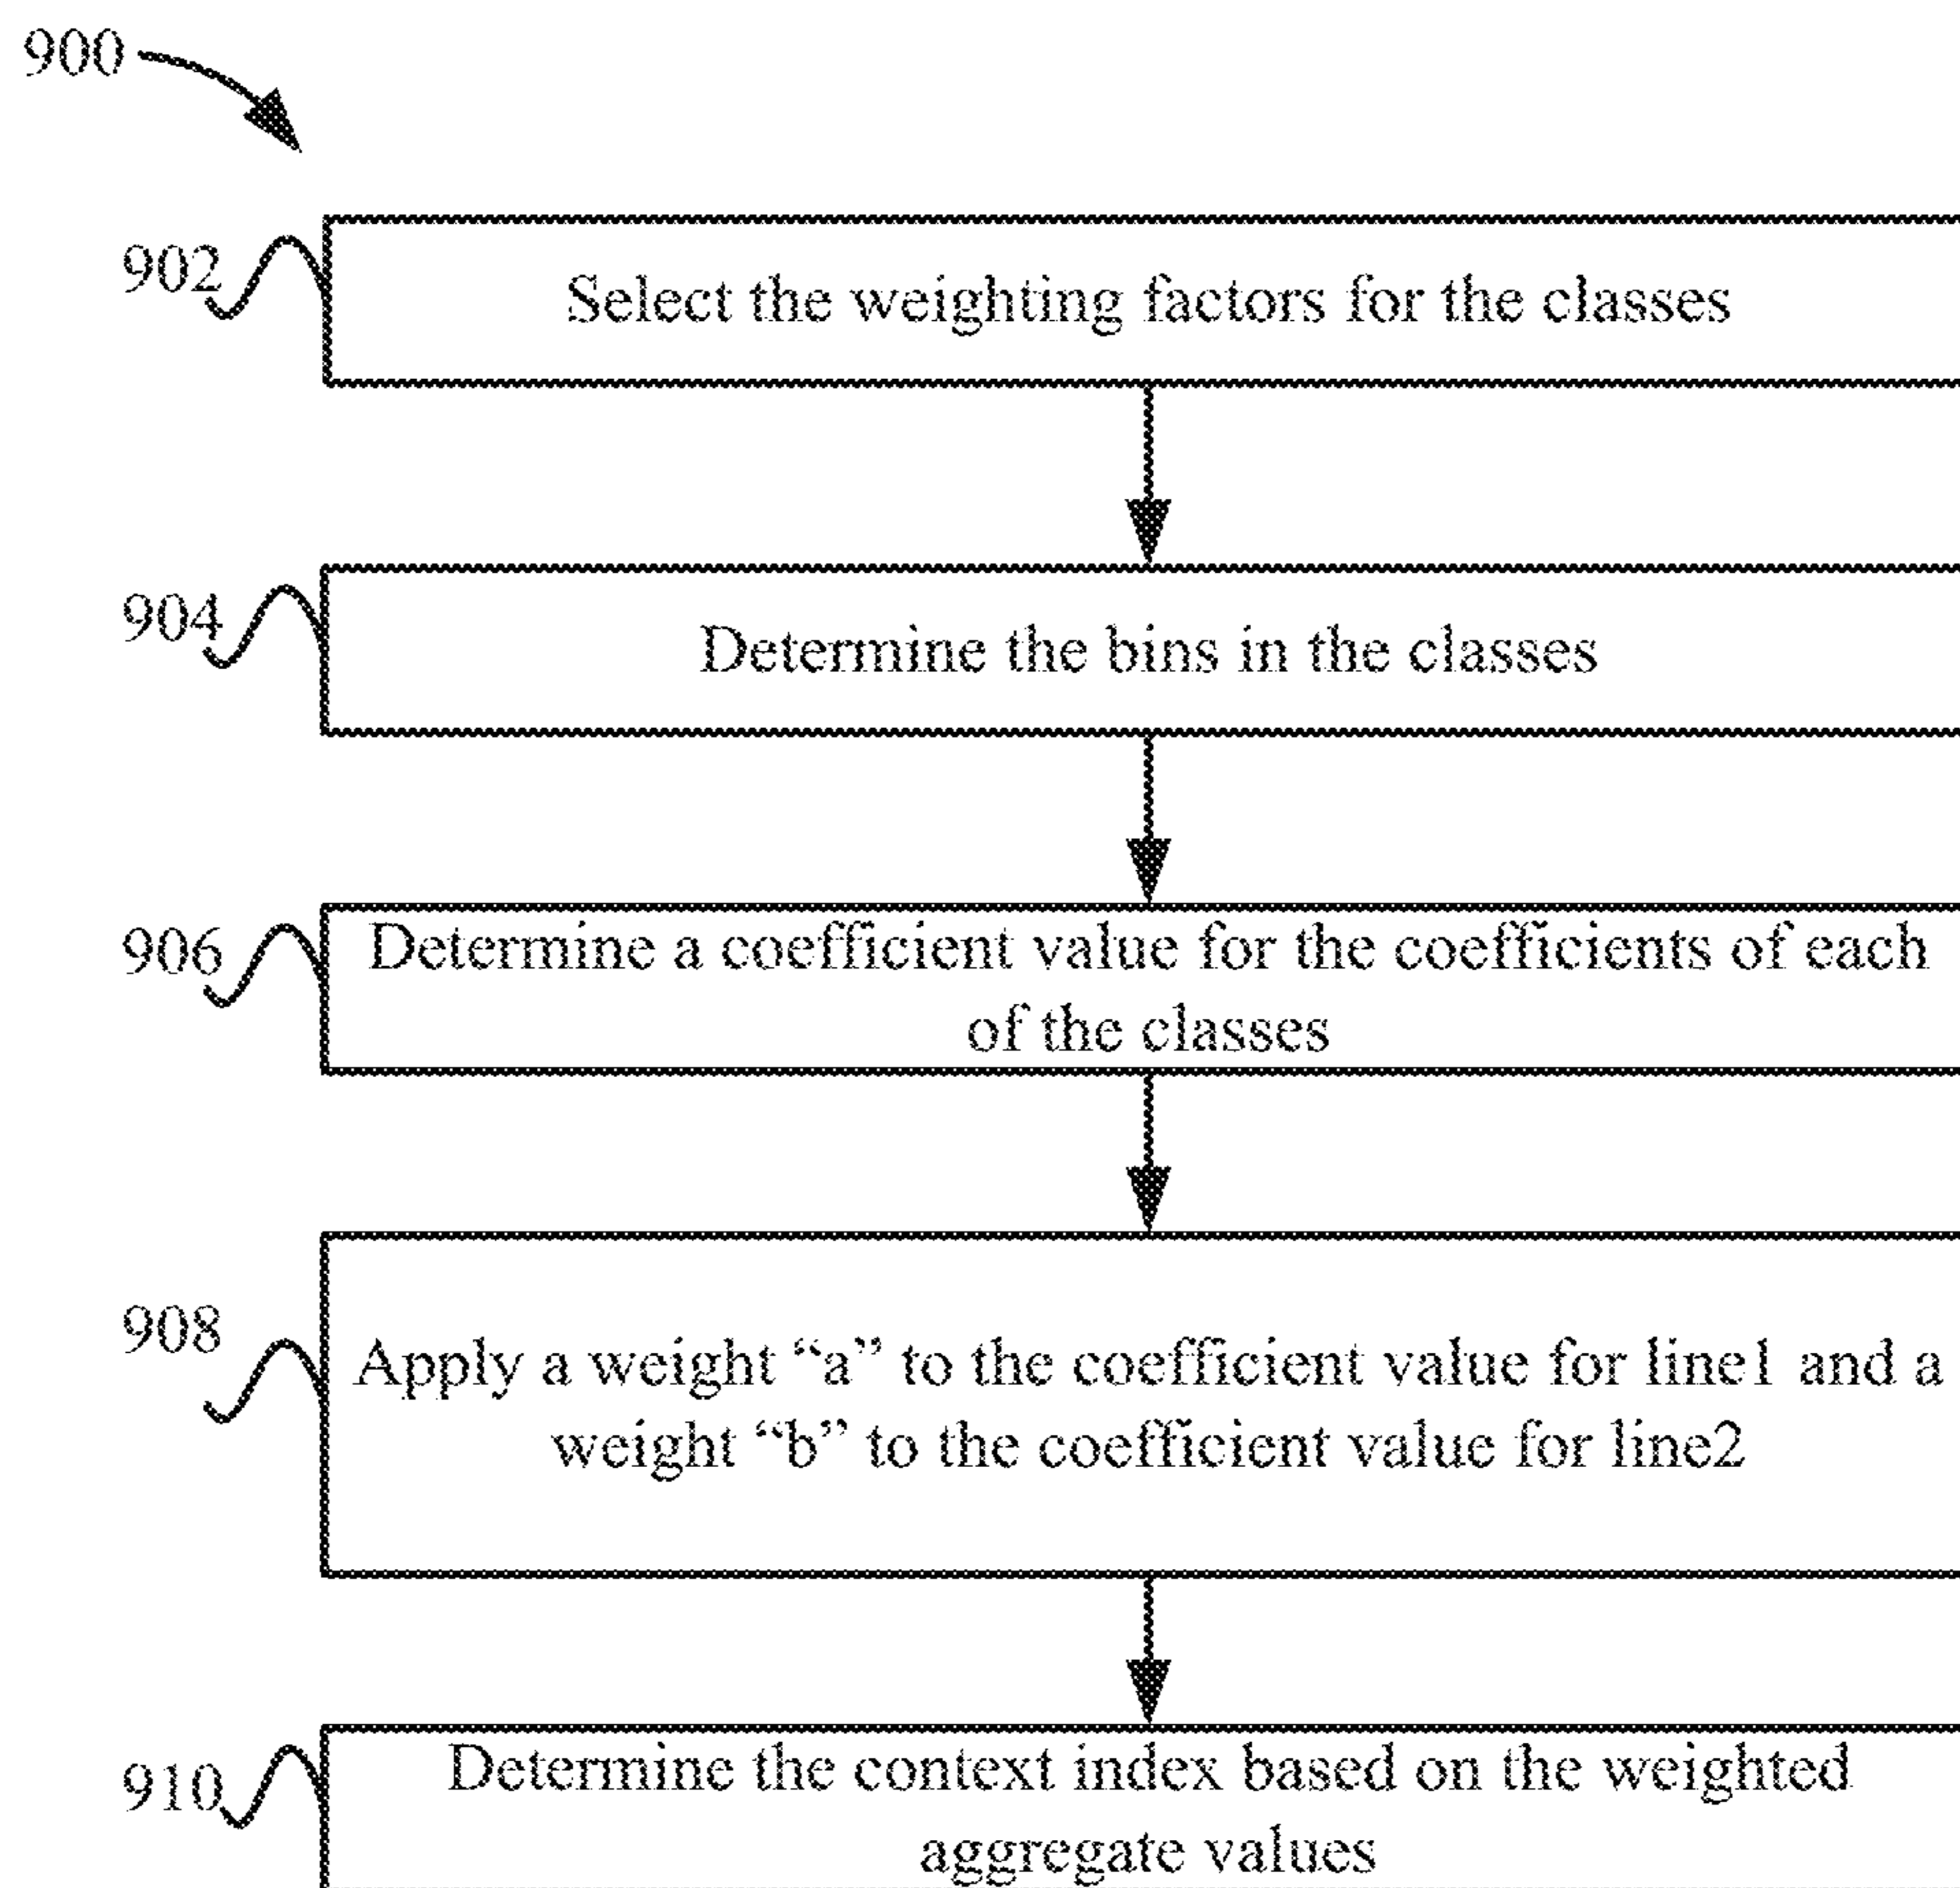 900
902
Select the weighting factors for the classes
904
Determine the bins in the classes
906
Determine a coefficient value for the coefficients of each
of the classes
908
Apply a weight “a” to the coefficient value for line1 and a
weight “b” to the coefficient value for line2
910
Determine the context index based on the weighted
aggregate values